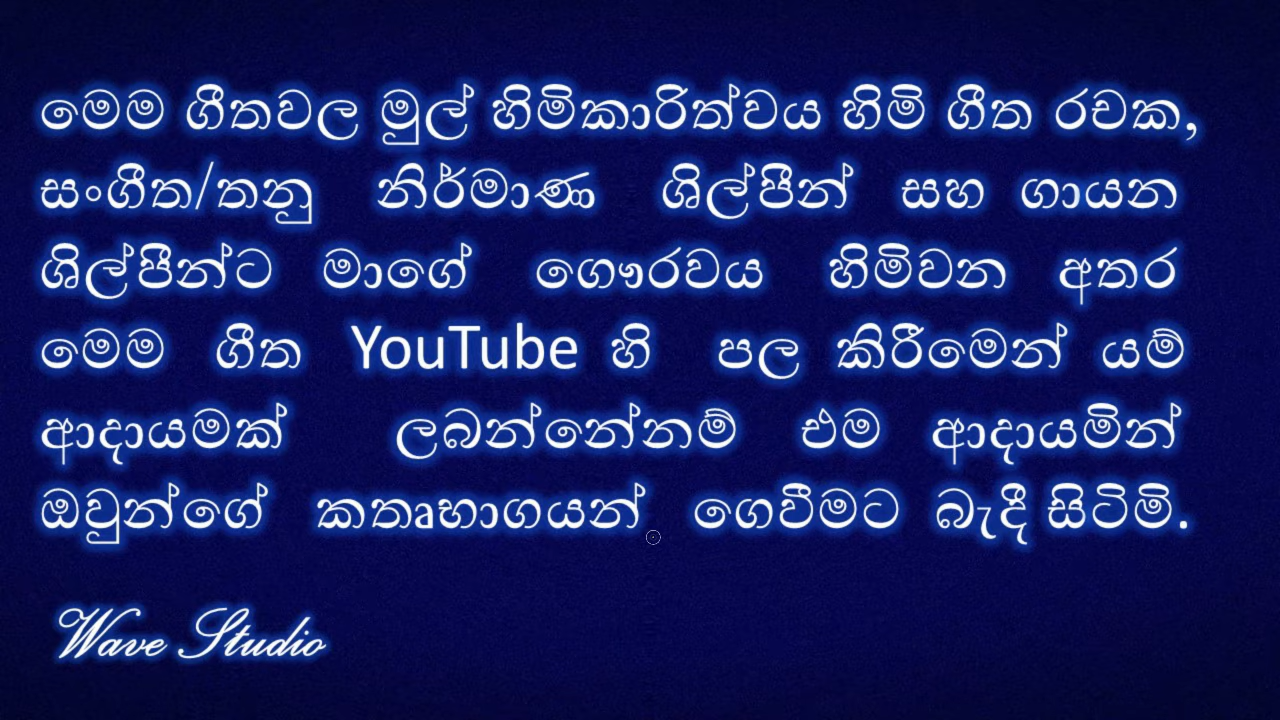 මෙම ගීතවල මුල් හිමිකාරිත්වය හිමි ගීත රචක,
සංගීත/තනු නිර්මාණ ශිල්පීන් සහ ගායන
ශිල්පීන්ට මාගේ ගෞරවය හිමිවන අතර
මෙම ගීත YouTube හි පල කිරීමෙන් යම්
ආදායමක් ලබන්නේනම් එම ආදායමින්
ඔවුන්ගේ කතෘභාගයන් ගෙවීමට බැදී සිටිමි.
Wave Studio